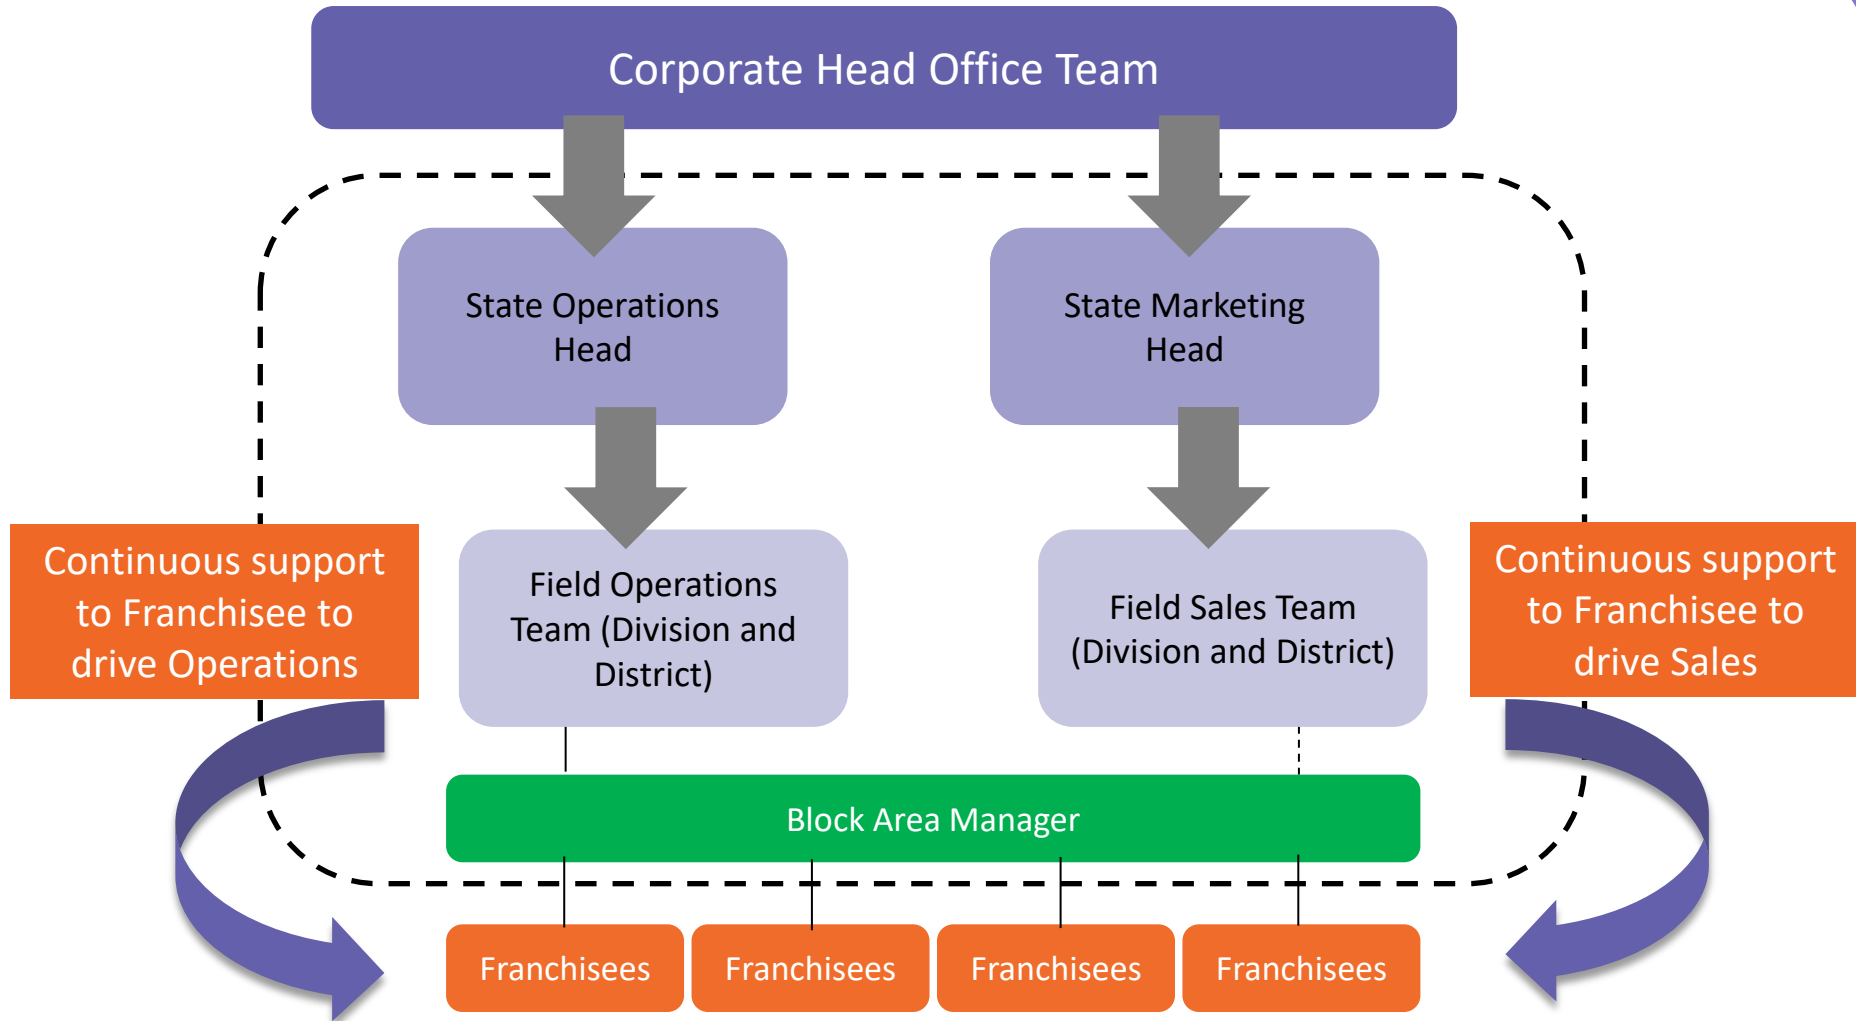 Corporate Head Office Team
State Operations
Head
State Marketing
Head
Continuous support
to Franchisee to
drive Operations
Field Operations
Team (Division and
District)
Field Sales Team
(Division and District)
Continuous support
to Franchisee to
drive Sales
Block Area Manager
Franchisees
Franchisees
Franchisees
Franchisees